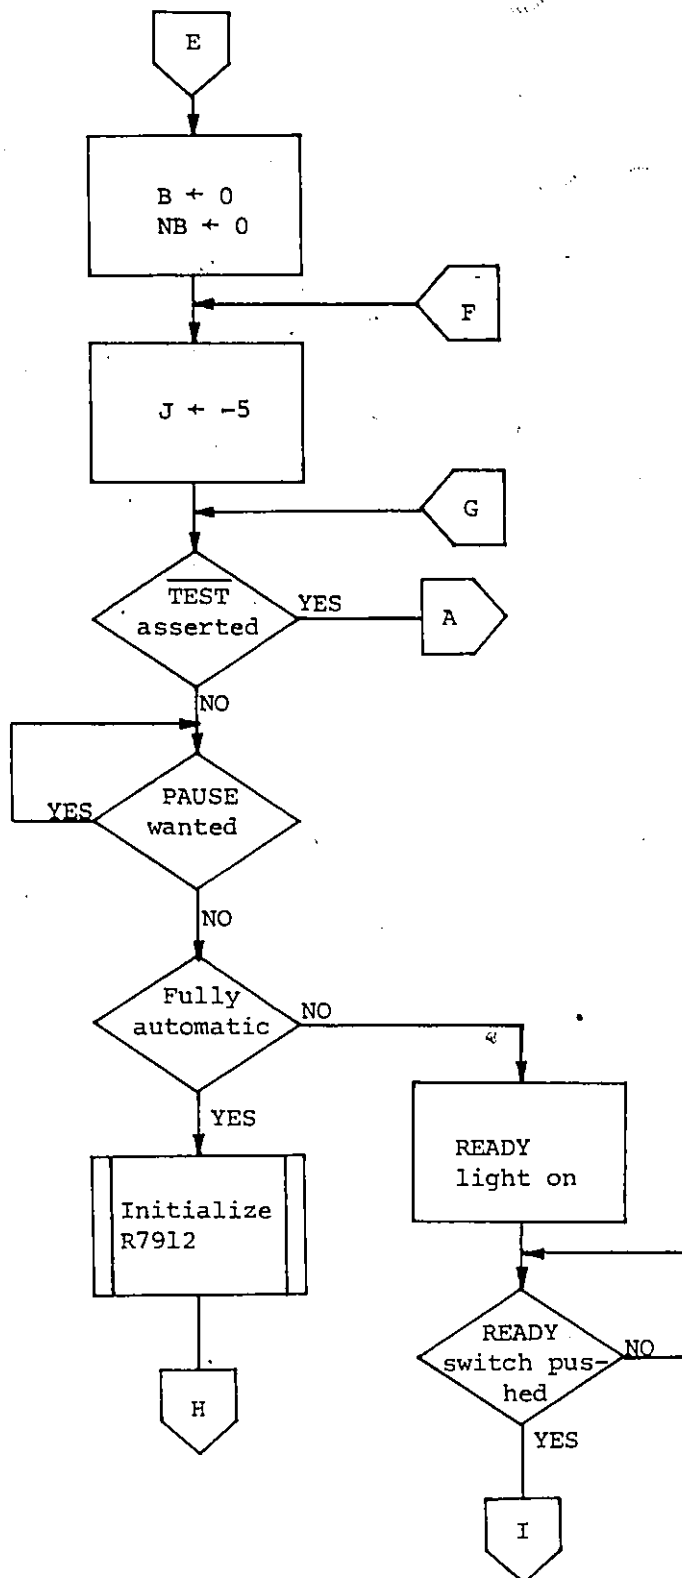 E
B ← 0
NB ← 0
F
J ← -5
G
T̅E̅S̅T̅
asserted
YES
A
NO
PAUSE
wanted
YES
NO
Fully
automatic
NO
YES
READY
light on
Initialize
R7912
READY
switch pus-
hed
NO
H
YES
I